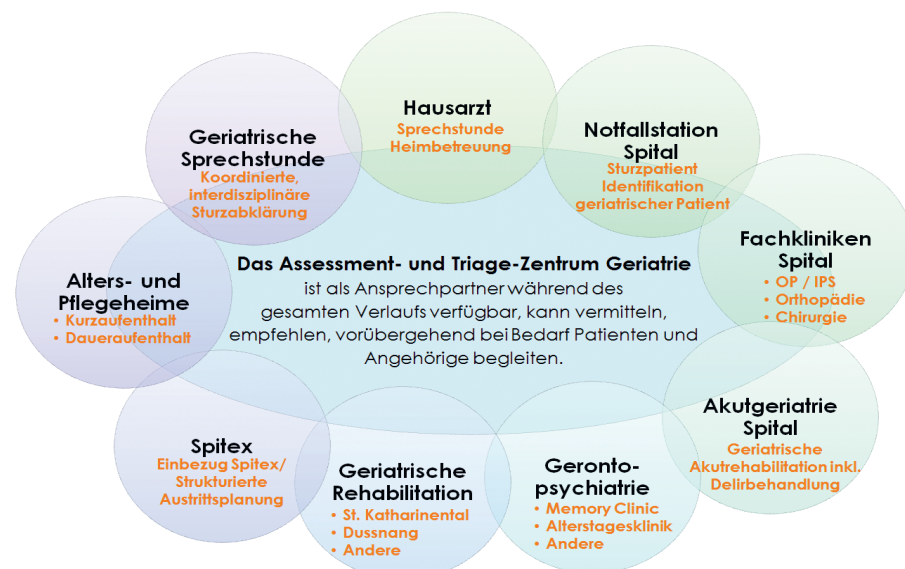 Hausarzt
Sprechstunde
Heimbetreuung
Notfallstation
Spital
Sturzpatient
Identifikation
geriatrischer Patient
Fachkliniken
Spital
• OP / IPS
• Orthopädie
• Chirurgie
Akutgeriatrie
Spital
Geriatrische
Akutrehabilitation inkl.
Delirbehandlung
Geronto-
psychiatrie
• Memory Clinic
• Alterstagesklinik
• Andere
Geriatrische
Rehabilitation
• St. Katharinental
• Dussnang
• Andere
Spitex
Einbezug Spitex/
Strukturierte
Austrittsplanung
Alters- und
Pflegeheime
• Kurzaufenthalt
• Daueraufenthalt
Geriatrische
Sprechstunde
Koordinierte,
interdisziplinäre
Sturzabklärung
Das Assessment- und Triage-Zentrum Geriatrie
ist als Ansprechpartner während des
gesamten Verlaufs verfügbar, kann vermitteln,
empfehlen, vorübergehend bei Bedarf Patienten und
Angehörige begleiten.